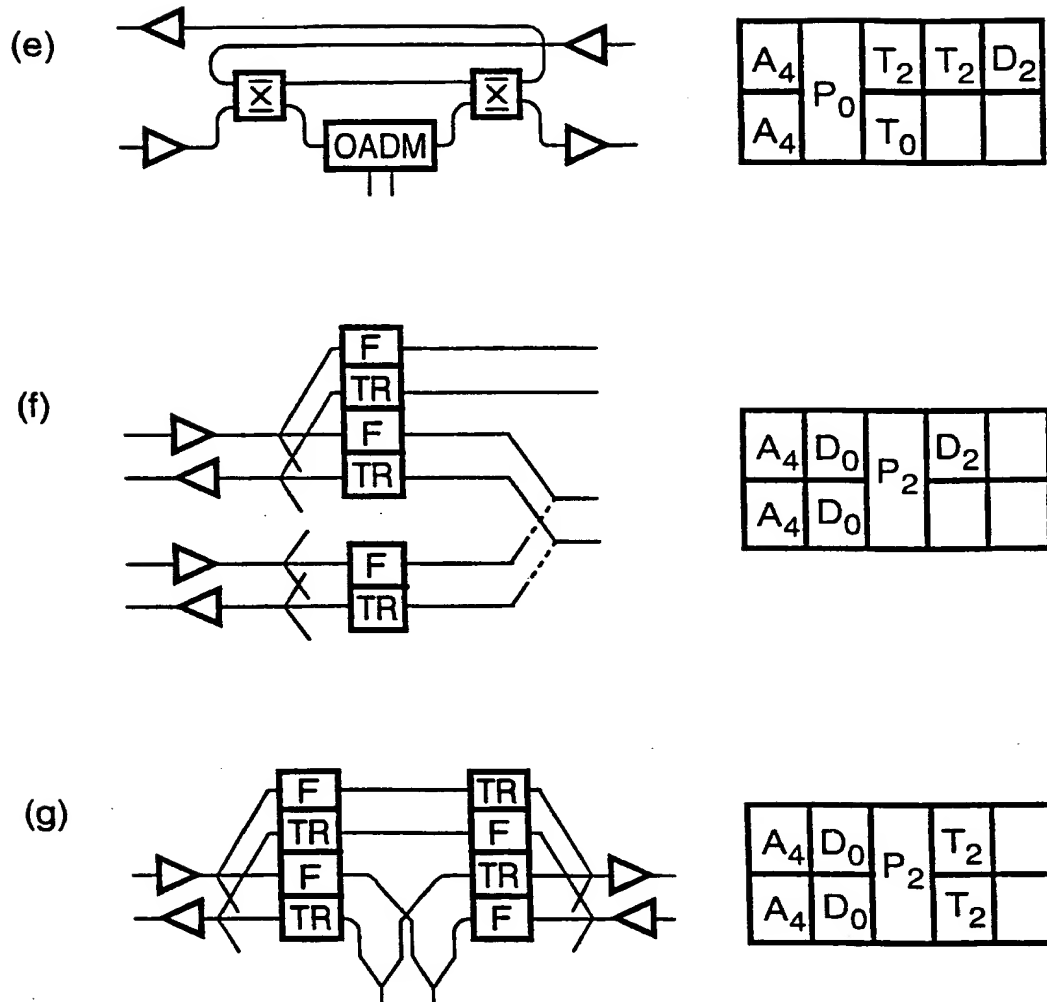 (e)
X X
OADM
A4 P0 T2 T2 D2
A4 T0
(f)
F
TR
F
TR
F
TR
A4 D0 P2 D2
A4 D0
(g)
F TR
TR F
F TR
TR F
A4 D0 P2 T2
A4 D0 T2